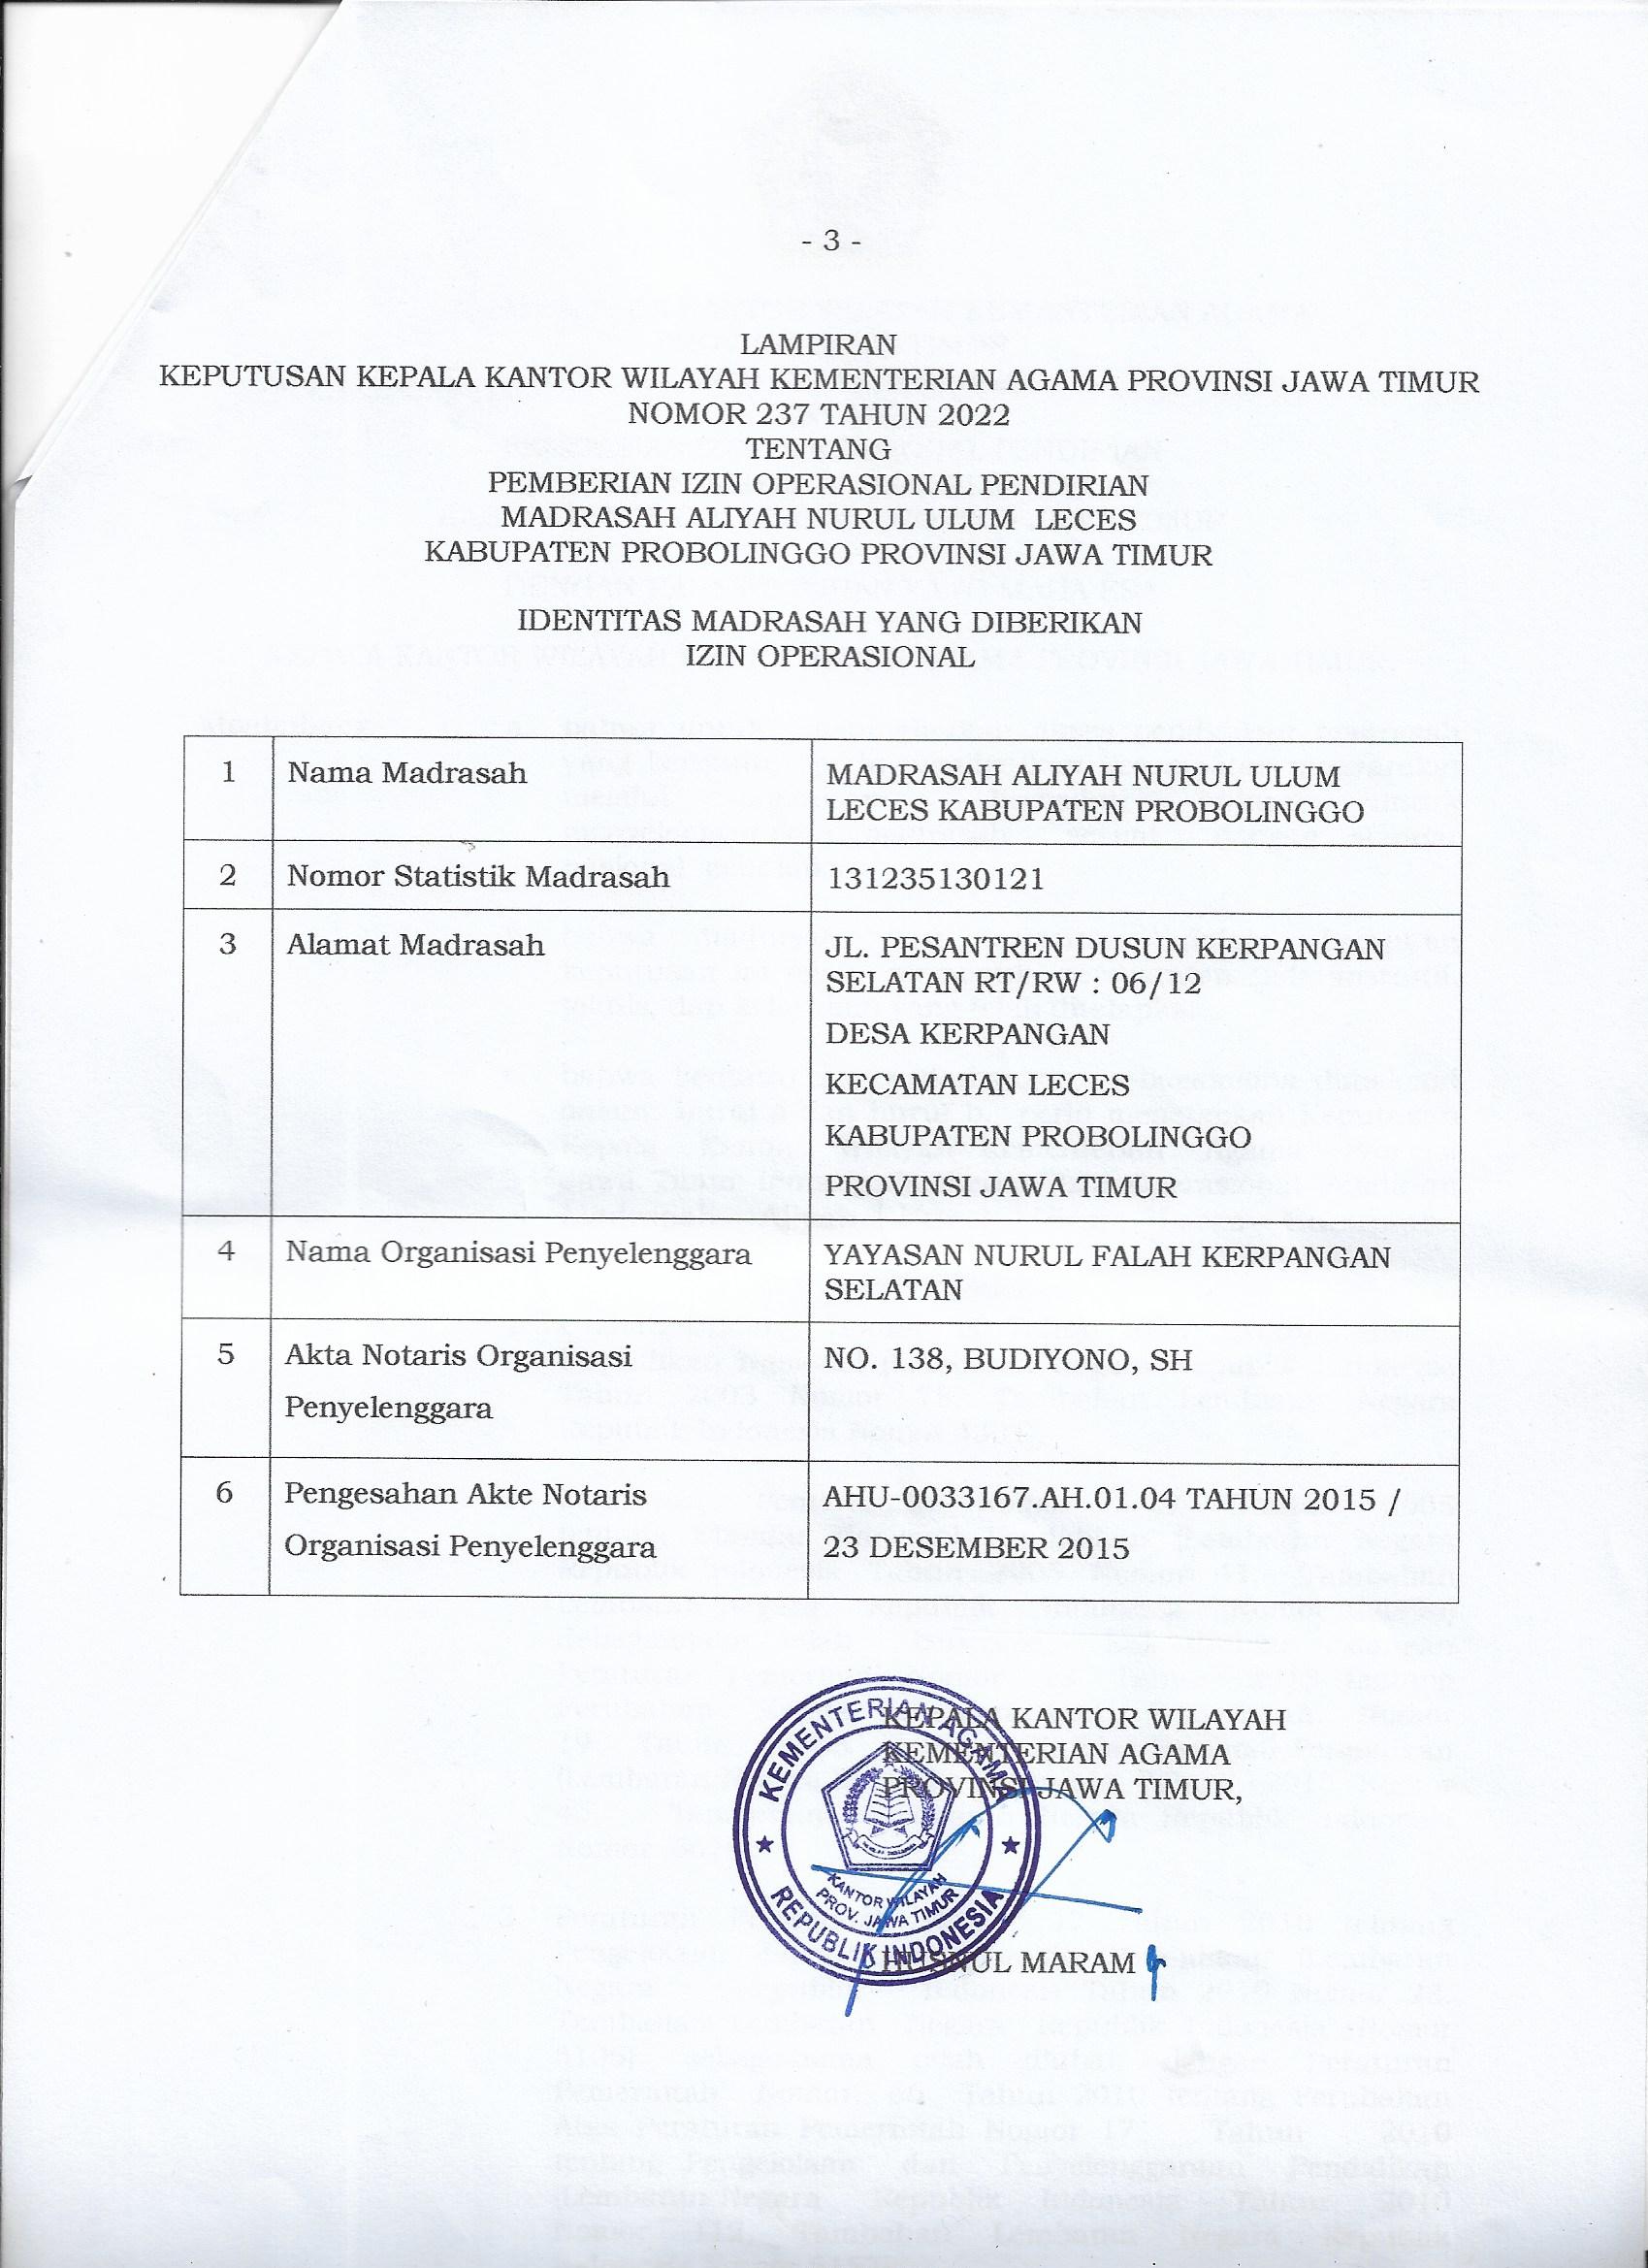 - 3 -
LAMPIRAN
KEPUTUSAN KEPALA KANTOR WILAYAH KEMENTERIAN AGAMA PROVINSI JAWA TIMUR
NOMOR 237 TAHUN 2022
TENTANG
PEMBERIAN IZIN OPERASIONAL PENDIRIAN
MADRASAH ALIYAH NURUL ULUM LECES
KABUPATEN PROBOLINGGO PROVINSI JAWA TIMUR
IDENTITAS MADRASAH YANG DIBERIKAN
IZIN OPERASIONAL
1 Nama Madrasah MADRASAH ALIYAH NURUL ULUM
LECES KABUPATEN PROBOLINGGO
2 Nomor Statistik Madrasah 131235130121
3 Alamat Madrasah JL. PESANTREN DUSUN KERPANGAN
SELATAN RT/RW : 06/12
DESA KERPANGAN
KECAMATAN LECES
KABUPATEN PROBOLINGGO
PROVINSI JAWA TIMUR
4 Nama Organisasi Penyelenggara YAYASAN NURUL FALAH KERPANGAN
SELATAN
5 Akta Notaris Organisasi NO. 138, BUDIYONO, SH
Penyelenggara
6 Pengesahan Akte Notaris AHU-0033167.AH.01.04 TAHUN 2015 /
Organisasi Penyelenggara 23 DESEMBER 2015
KEPALA KANTOR WILAYAH
KEMENTERIAN AGAMA
PROVINSI JAWA TIMUR,
KEMENTERIAN AGAMA
KANTOR WILAYAH
PROV. JAWA TIMUR
REPUBLIK INDONESIA
HUSNUL MARAM